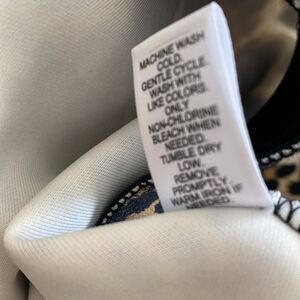 MACHINE WASH
COLD.
GENTLE CYCLE.
WASH WITH
LIKE COLORS.
ONLY
NON-CHLORINE
BLEACH WHEN
NEEDED.
TUMBLE DRY
LOW.
REMOVE
PROMPTLY.
WARM IRON IF
NEEDED.